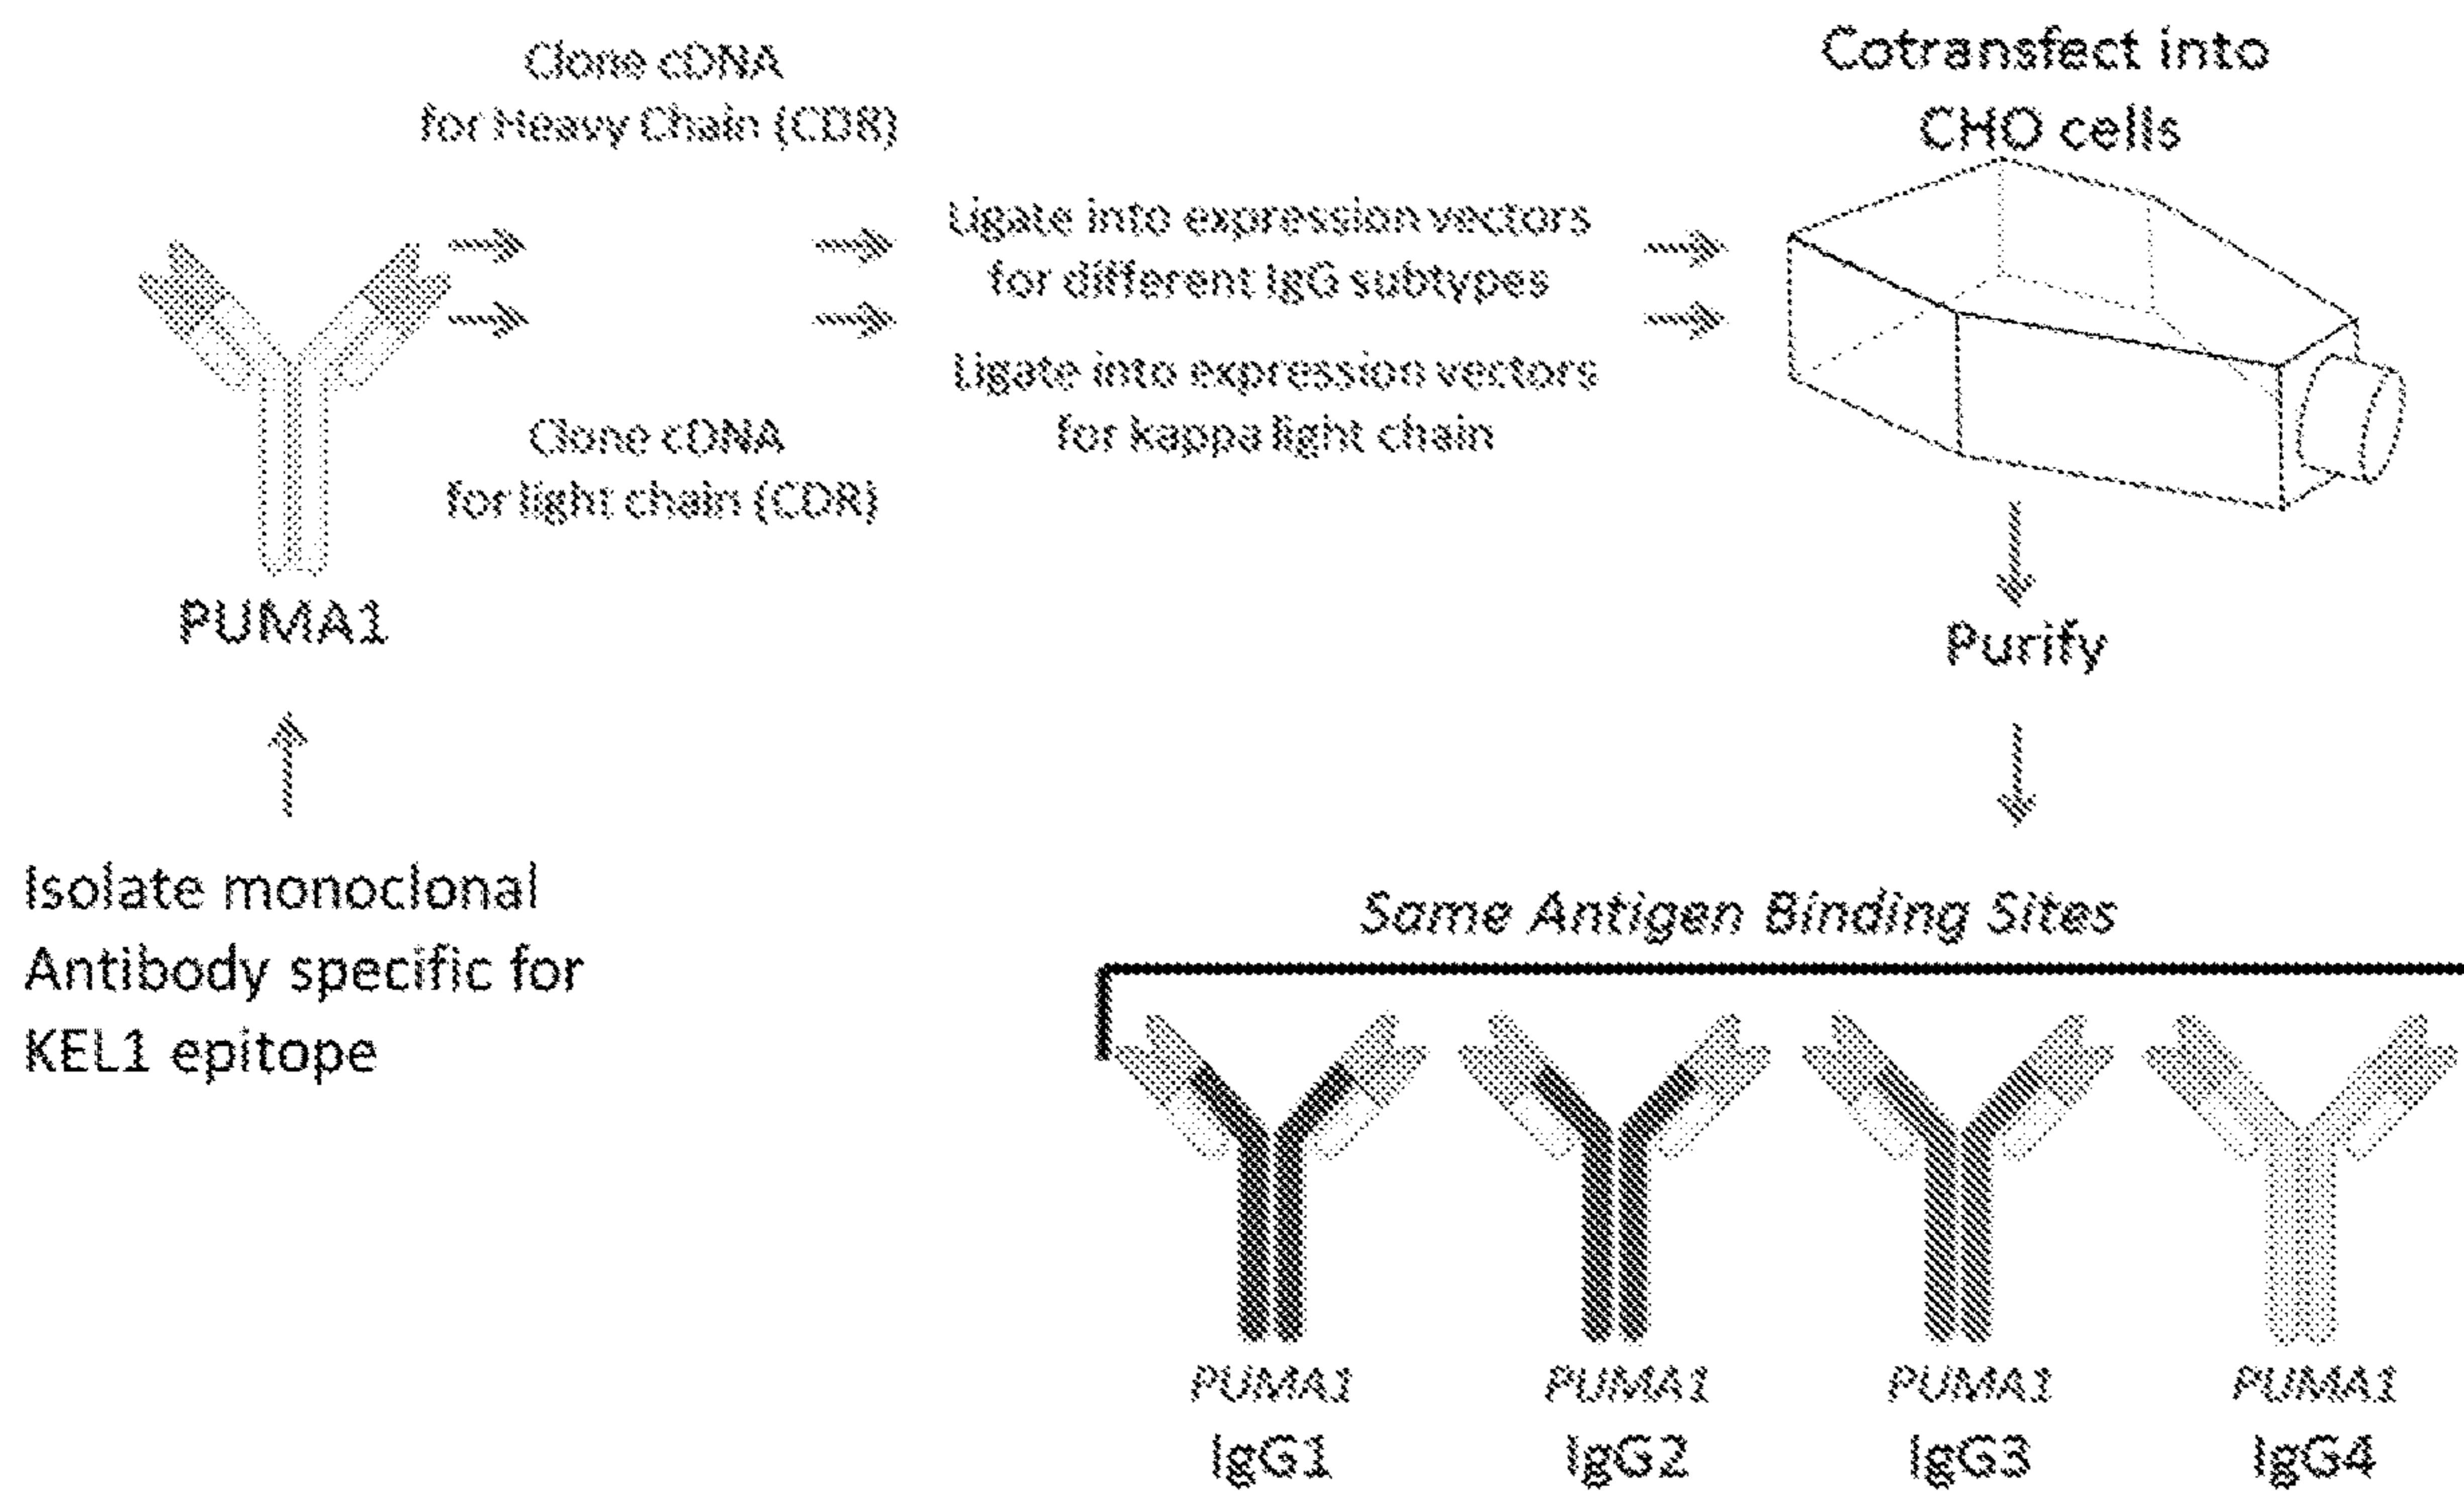 Clone cDNA
for Heavy Chain (CDR)
Cotransfect into
CHO cells
Ligate into expression vectors
for different IgG subtypes
Ligate into expression vectors
for kappa light chain
Clone cDNA
for light chain (CDR)
PUMA1
Purify
Isolate monoclonal
Antibody specific for
KEL1 epitope
Same Antigen Binding Sites
PUMA1
IgG1
PUMA1
IgG2
PUMA1
IgG3
PUMA1
IgG4